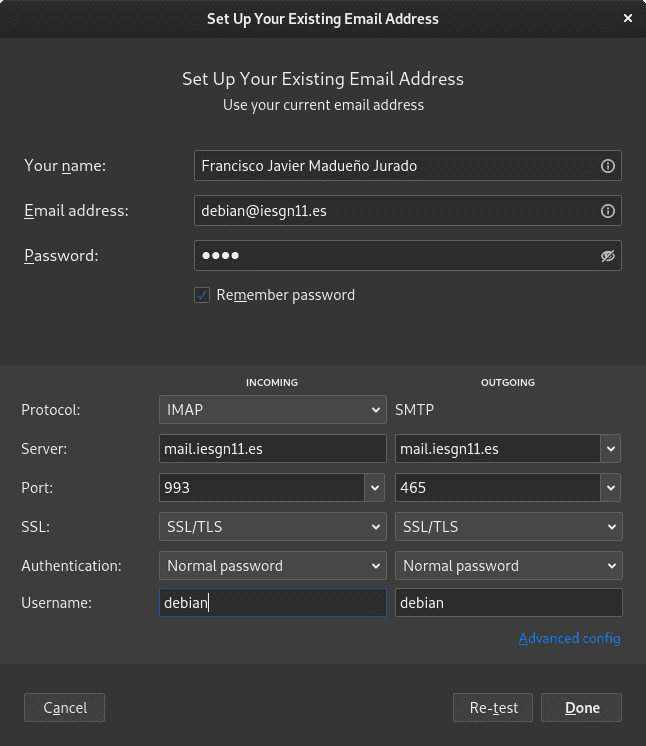 Set Up Your Existing Email Address
Set Up Your Existing Email Address
Use your current email address
Your name: Francisco Javier Madueño Jurado
Email address: debian@iesgn11.es
Password: ●●●●
Remember password
INCOMING OUTGOING
Protocol: IMAP SMTP
Server: mail.iesgn11.es mail.iesgn11.es
Port: 993 465
SSL: SSL/TLS SSL/TLS
Authentication: Normal password Normal password
Username: debian debian
Advanced config
Cancel Re-test Done